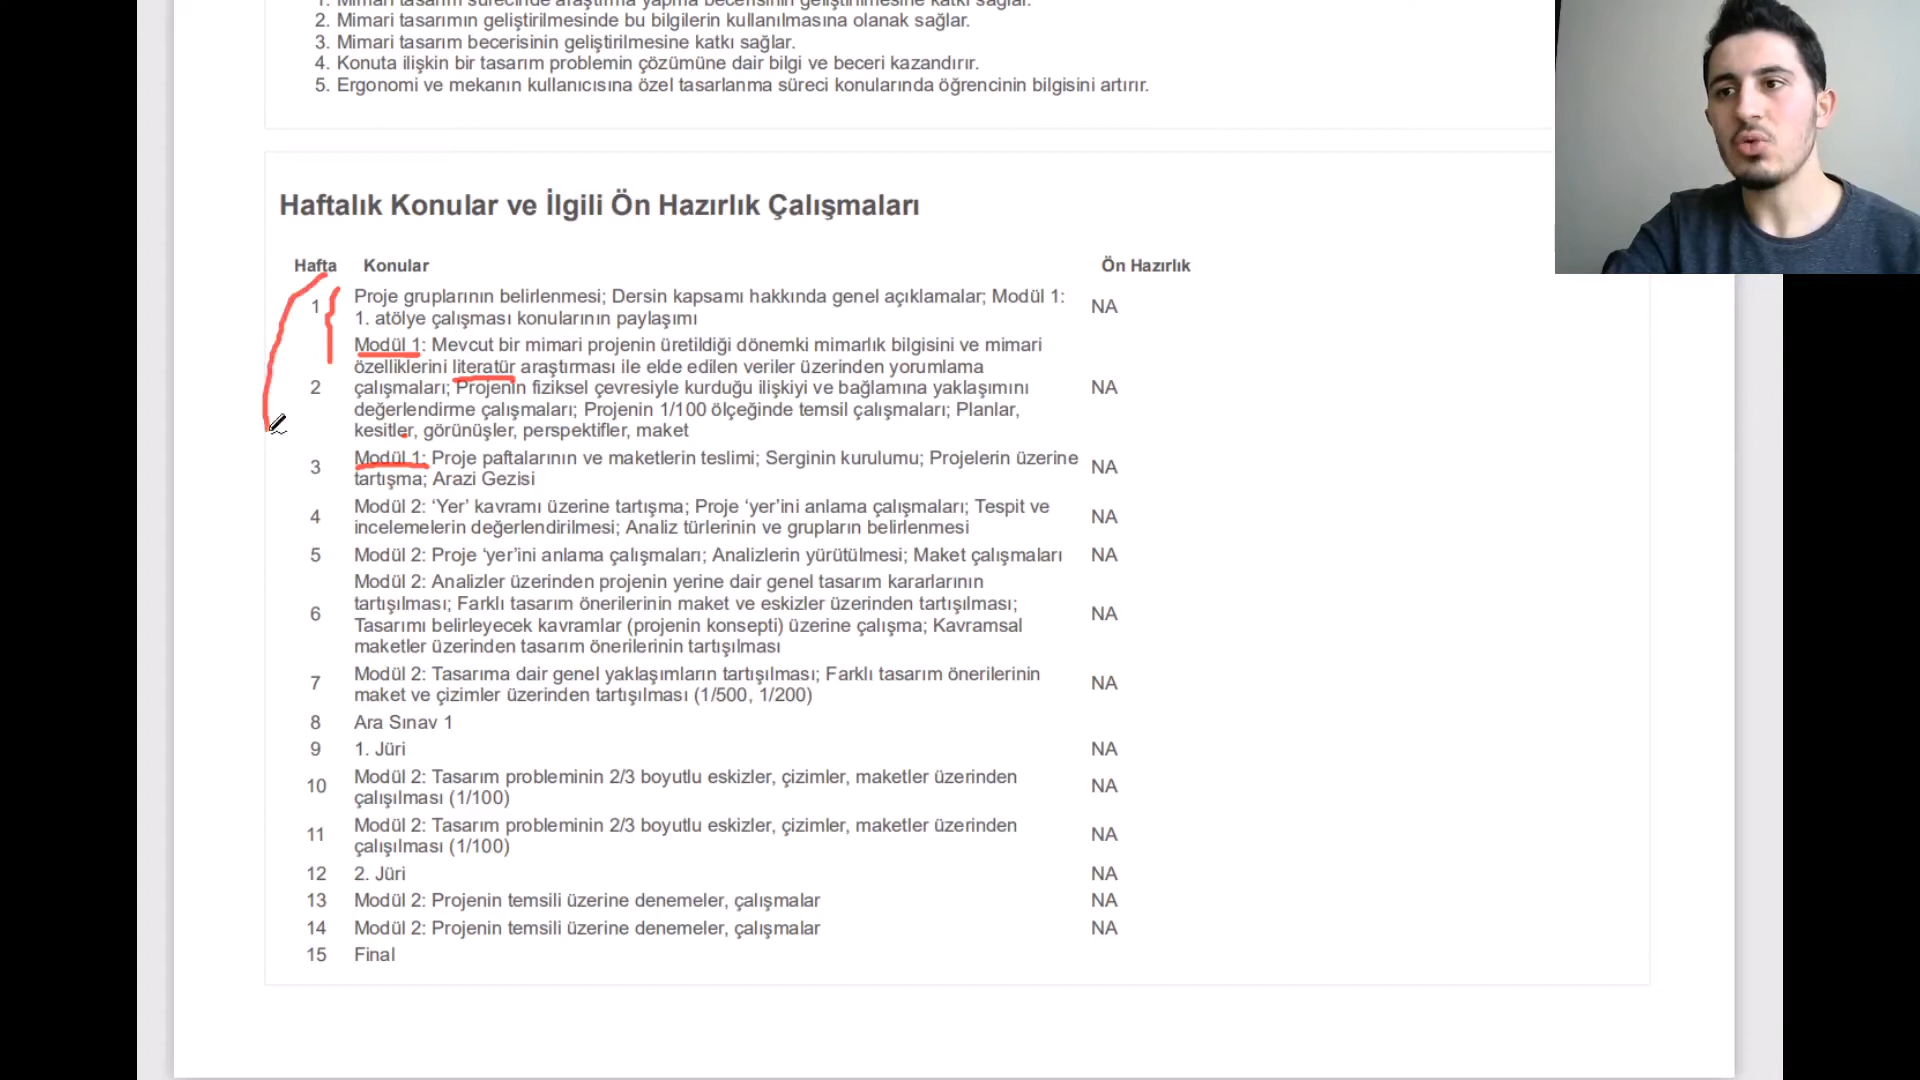 1. Mimari tasarım sürecinde araştırma yapma becerisinin geliştirilmesine katkı sağlar.
2. Mimari tasarımın geliştirilmesinde bu bilgilerin kullanılmasına olanak sağlar.
3. Mimari tasarım becerisinin geliştirilmesine katkı sağlar.
4. Konuta ilişkin bir tasarım problemin çözümüne dair bilgi ve beceri kazandırır.
5. Ergonomi ve mekanın kullanıcısına özel tasarlanma süreci konularında öğrencinin bilgisini artırır.
Haftalık Konular ve İlgili Ön Hazırlık Çalışmaları
Hafta Konular Ön Hazırlık
1 Proje gruplarının belirlenmesi; Dersin kapsamı hakkında genel açıklamalar; Modül 1: NA
1. atölye çalışması konularının paylaşımı
Modül 1: Mevcut bir mimari projenin üretildiği dönemki mimarlık bilgisini ve mimari
özelliklerini literatür araştırması ile elde edilen veriler üzerinden yorumlama
2 çalışmaları; Projenin fiziksel çevresiyle kurduğu ilişkiyi ve bağlamına yaklaşımını NA
değerlendirme çalışmaları; Projenin 1/100 ölçeğinde temsil çalışmaları; Planlar,
kesitler, görünüşler, perspektifler, maket
3 Modül 1: Proje paftalarının ve maketlerin teslimi; Serginin kurulumu; Projelerin üzerine NA
tartışma; Arazi Gezisi
4 Modül 2: ‘Yer’ kavramı üzerine tartışma; Proje ‘yer’ini anlama çalışmaları; Tespit ve NA
incelemelerin değerlendirilmesi; Analiz türlerinin ve grupların belirlenmesi
5 Modül 2: Proje ‘yer’ini anlama çalışmaları; Analizlerin yürütülmesi; Maket çalışmaları NA
Modül 2: Analizler üzerinden projenin yerine dair genel tasarım kararlarının
6 tartışılması; Farklı tasarım önerilerinin maket ve eskizler üzerinden tartışılması; NA
Tasarımı belirleyecek kavramlar (projenin konsepti) üzerine çalışma; Kavramsal
maketler üzerinden tasarım önerilerinin tartışılması
7 Modül 2: Tasarıma dair genel yaklaşımların tartışılması; Farklı tasarım önerilerinin NA
maket ve çizimler üzerinden tartışılması (1/500, 1/200)
8 Ara Sınav 1
9 1. Jüri NA
10 Modül 2: Tasarım probleminin 2/3 boyutlu eskizler, çizimler, maketler üzerinden NA
çalışılması (1/100)
11 Modül 2: Tasarım probleminin 2/3 boyutlu eskizler, çizimler, maketler üzerinden NA
çalışılması (1/100)
12 2. Jüri NA
13 Modül 2: Projenin temsili üzerine denemeler, çalışmalar NA
14 Modül 2: Projenin temsili üzerine denemeler, çalışmalar NA
15 Final